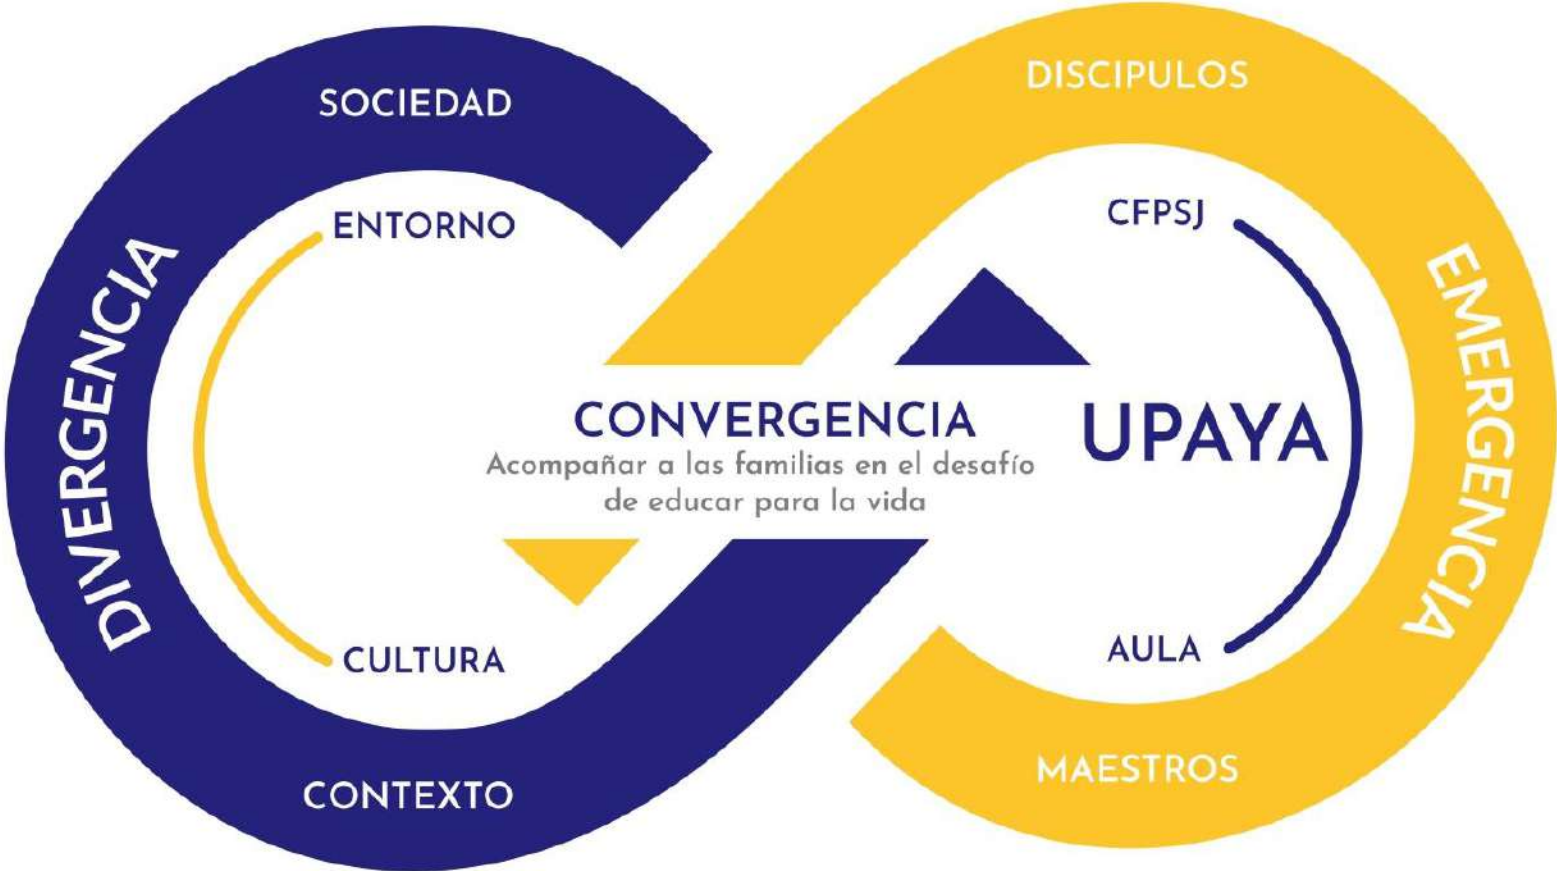 SOCIEDAD
ENTORNO
DIVERGENCIA
CULTURA
CONTEXTO
CONVERGENCIA
Acompañar a las familias en el desafío
de educar para la vida
DISCIPULOS
CFPSJ
UPAYA
EMERGENCIA
AULA
MAESTROS